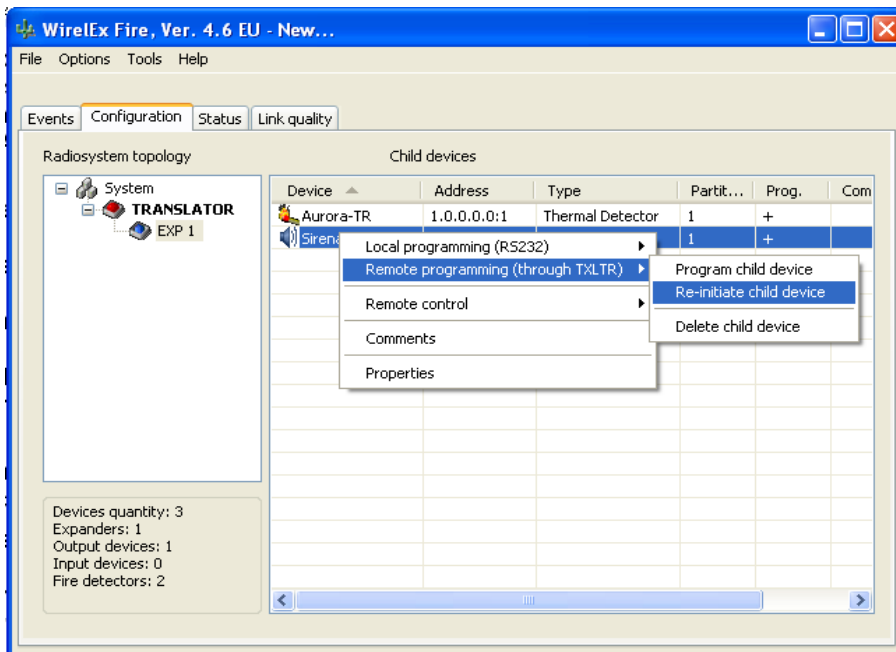 WirelEx Fire, Ver. 4.6 EU - New...
File Options Tools Help
Events Configuration Status Link quality
Radiosystem topology Child devices
System
TRANSLATOR
EXP 1
Device Address Type Partit... Prog. Com
Aurora-TR 1.0.0.0.0:1 Thermal Detector 1 +
Siren 1 +
Local programming (RS232)
Remote programming (through TXLTR)
Remote control
Comments
Properties
Program child device
Re-initiate child device
Delete child device
Devices quantity: 3
Expanders: 1
Output devices: 1
Input devices: 0
Fire detectors: 2